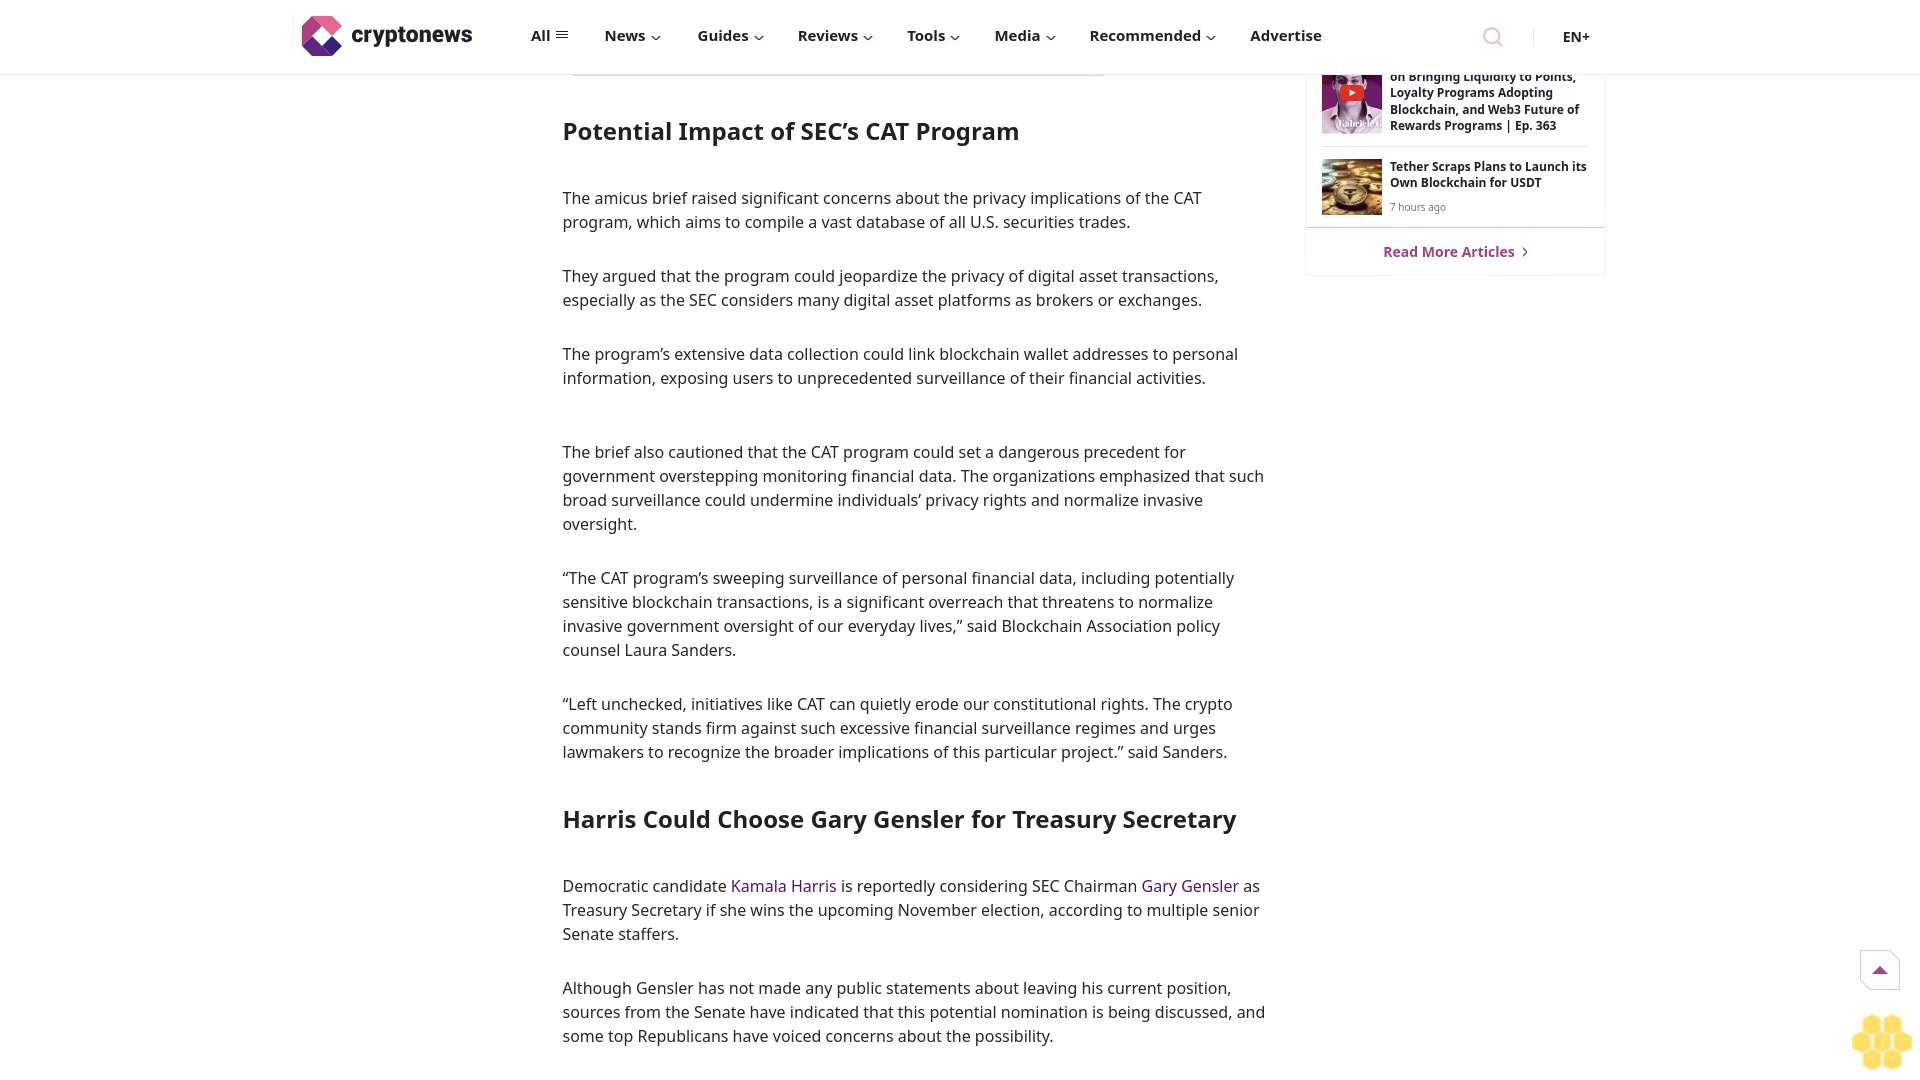 cryptonews
All
News
Guides
Reviews
Tools
Media
Recommended
Advertise
EN+
on Bringing Liquidity to Points,
Loyalty Programs Adopting
Blockchain, and Web3 Future of
Rewards Programs | Ep. 363
Tether Scraps Plans to Launch its
Own Blockchain for USDT
7 hours ago
Read More Articles
Potential Impact of SEC’s CAT Program
The amicus brief raised significant concerns about the privacy implications of the CAT
program, which aims to compile a vast database of all U.S. securities trades.
They argued that the program could jeopardize the privacy of digital asset transactions,
especially as the SEC considers many digital asset platforms as brokers or exchanges.
The program’s extensive data collection could link blockchain wallet addresses to personal
information, exposing users to unprecedented surveillance of their financial activities.
The brief also cautioned that the CAT program could set a dangerous precedent for
government overstepping monitoring financial data. The organizations emphasized that such
broad surveillance could undermine individuals’ privacy rights and normalize invasive
oversight.
“The CAT program’s sweeping surveillance of personal financial data, including potentially
sensitive blockchain transactions, is a significant overreach that threatens to normalize
invasive government oversight of our everyday lives,” said Blockchain Association policy
counsel Laura Sanders.
“Left unchecked, initiatives like CAT can quietly erode our constitutional rights. The crypto
community stands firm against such excessive financial surveillance regimes and urges
lawmakers to recognize the broader implications of this particular project.” said Sanders.
Harris Could Choose Gary Gensler for Treasury Secretary
Democratic candidate Kamala Harris is reportedly considering SEC Chairman Gary Gensler as
Treasury Secretary if she wins the upcoming November election, according to multiple senior
Senate staffers.
Although Gensler has not made any public statements about leaving his current position,
sources from the Senate have indicated that this potential nomination is being discussed, and
some top Republicans have voiced concerns about the possibility.